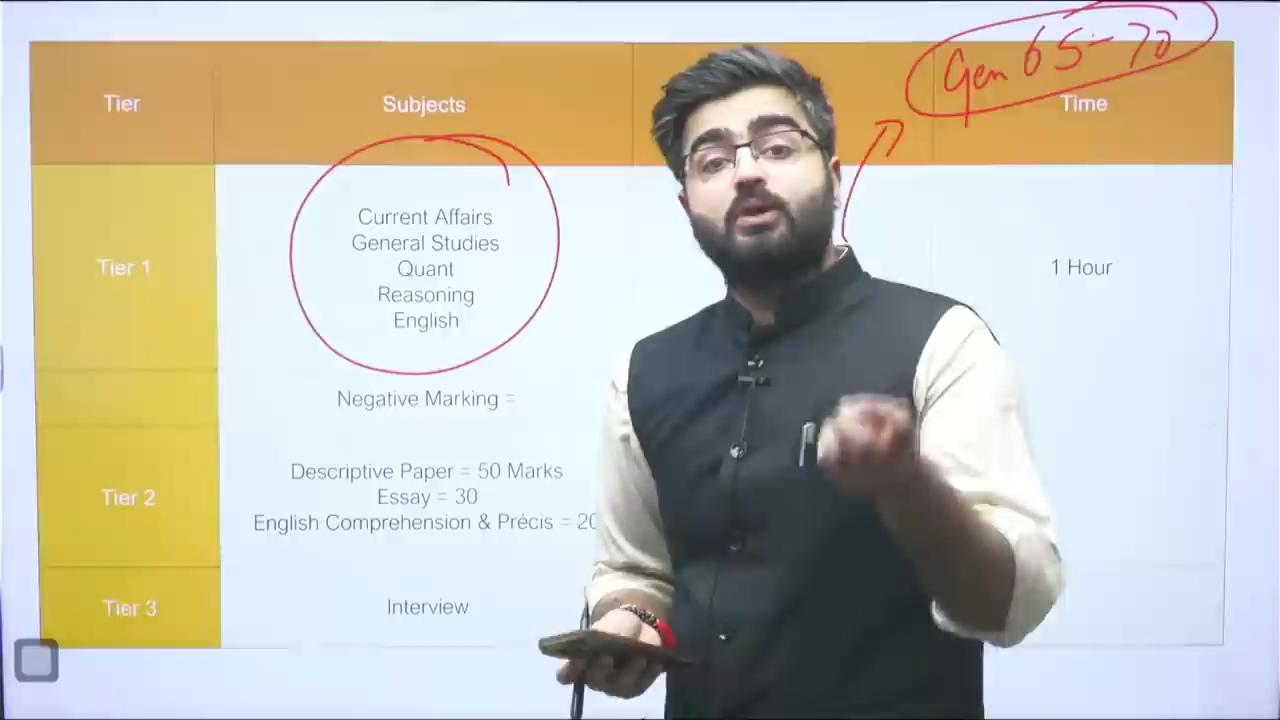 Gen 65-70
Tier
Subjects
Time
Tier 1
Current Affairs
General Studies
Quant
Reasoning
English
1 Hour
Negative Marking =
Tier 2
Descriptive Paper = 50 Marks
Essay = 30
English Comprehension & Précis = 20
Tier 3
Interview